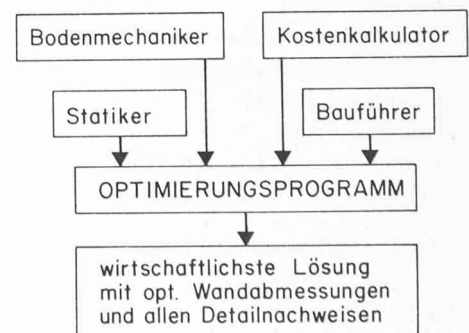 Bodenmechaniker
Kostenkalkulator
Statiker
Bauführer
OPTIMIERUNGSPROGRAMM
wirtschaftlichste Lösung
mit opt. Wandabmessungen
und allen Detailnachweisen